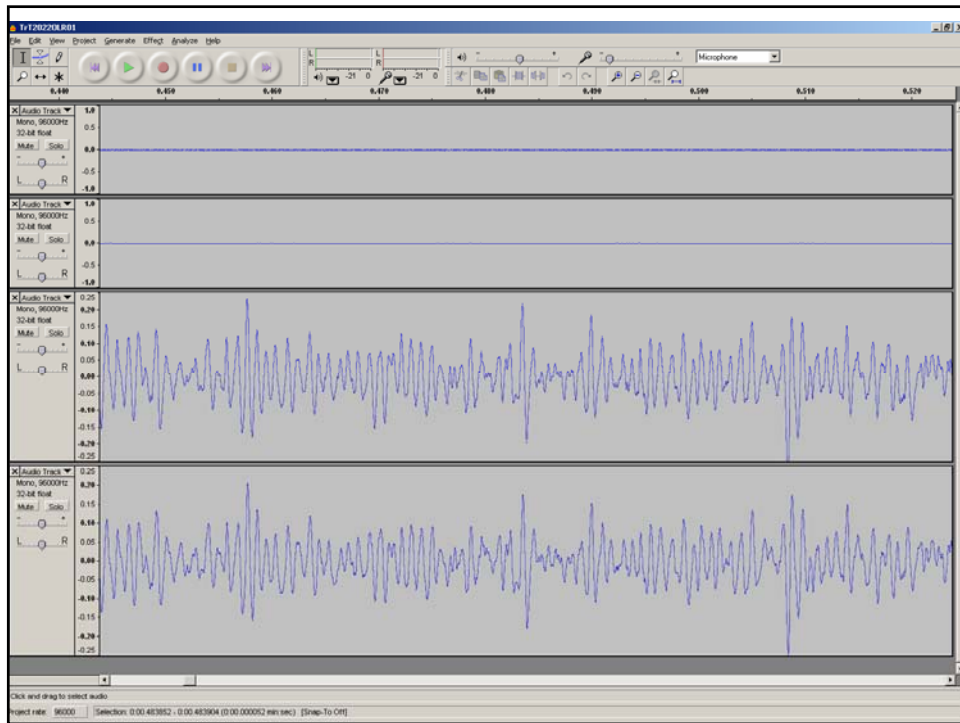 TrT20220LR01
File Edit View Project Generate Effect Analyze Help
L R L R
-21 0 -21 0
Microphone
0.440 0.450 0.460 0.470 0.480 0.490 0.500 0.510 0.520
X Audio Track 1.0
Mono, 96000Hz
32-bit float 0.5
Mute Solo 0.0
- + -0.5
L R -1.0
X Audio Track 1.0
Mono, 96000Hz
32-bit float 0.5
Mute Solo 0.0
- + -0.5
L R -1.0
X Audio Track 0.25
Mono, 96000Hz 0.20
32-bit float 0.15
Mute Solo 0.10
- + 0.05
L R 0.00
-0.05
-0.10
-0.15
-0.20
-0.25
X Audio Track 0.25
Mono, 96000Hz 0.20
32-bit float 0.15
Mute Solo 0.10
- + 0.05
L R 0.00
-0.05
-0.10
-0.15
-0.20
-0.25
Click and drag to select audio
Project rate: 96000 Selection: 0:00.483852 - 0:00.483904 (0:00.000052 min:sec) [Snap-To Off]